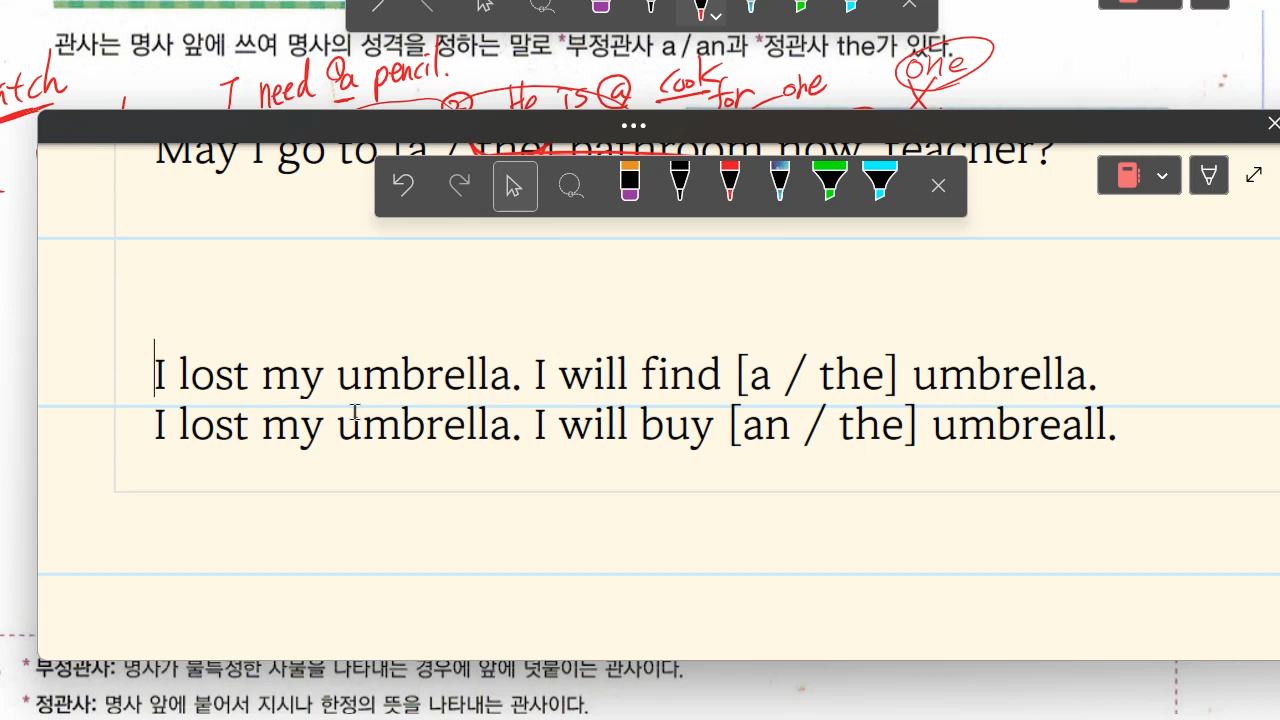 관사는 명사 앞에 쓰여 명사의 성격을 정하는 말로 *부정관사 a / an과 *정관사 the가 있다.
I need a pencil.
He is a cook
for one
one
May I go to [a / the] bathroom now, teacher?
I lost my umbrella. I will find [a / the] umbrella.
I lost my umbrella. I will buy [an / the] umbreall.
* 부정관사: 명사가 불특정한 사물을 나타내는 경우에 앞에 덧붙이는 관사이다.
* 정관사: 명사 앞에 붙어서 지시나 한정의 뜻을 나타내는 관사이다.